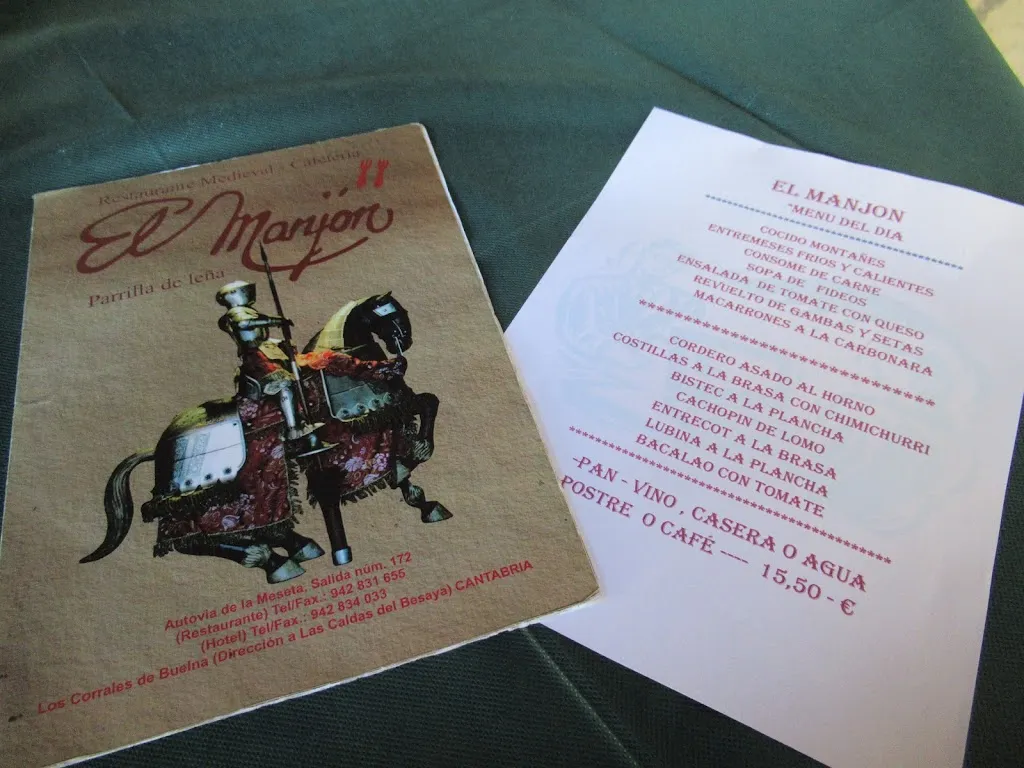 Restaurante Medieval - Cafetería
El Manjón
Parrilla de leña
Autovia de la Meseta, Salida núm. 172
(Restaurante) Tel/Fax.: 942 831 655
(Hotel) Tel/Fax.: 942 834 033
Los Corrales de Buelna (Dirección a Las Caldas del Besaya) CANTABRIA
EL MANJON
"MENU DEL DIA
COCIDO MONTAÑES
ENTREMESES FRIOS Y CALIENTES
CONSOME DE CARNE
SOPA DE FIDEOS
ENSALADA DE TOMATE CON QUESO
REVUELTO DE GAMBAS Y SETAS
MACARRONES A LA CARBONARA
CORDERO ASADO AL HORNO
COSTILLAS A LA BRASA CON CHIMICHURRI
BISTEC A LA PLANCHA
CACHOPIN DE LOMO
ENTRECOT A LA BRASA
LUBINA A LA PLANCHA
BACALAO CON TOMATE
-PAN - VINO , CASERA O AGUA
POSTRE O CAFÉ ---- 15,50 - €